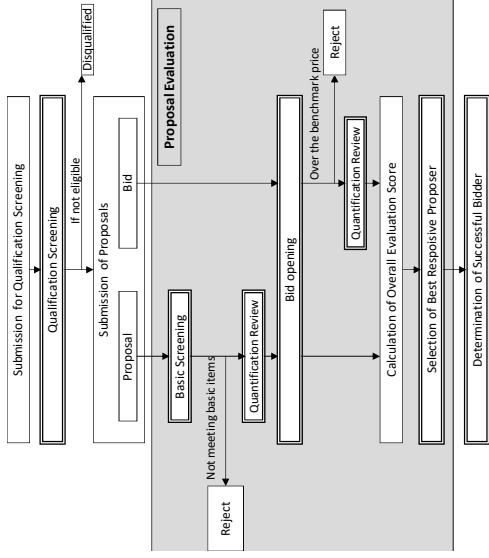 Submission for Qualification Screening
Qualification Screening
If not eligible
Disqualified
Submission of Proposals
Proposal
Bid
Proposal Evaluation
Basic Screening
Not meeting basic items
Reject
Quantification Review
Bid opening
Over the benchmark price
Reject
Quantification Review
Calculation of Overall Evaluation Score
Selection of Best Respoisive Proposer
Determination of Successful Bidder